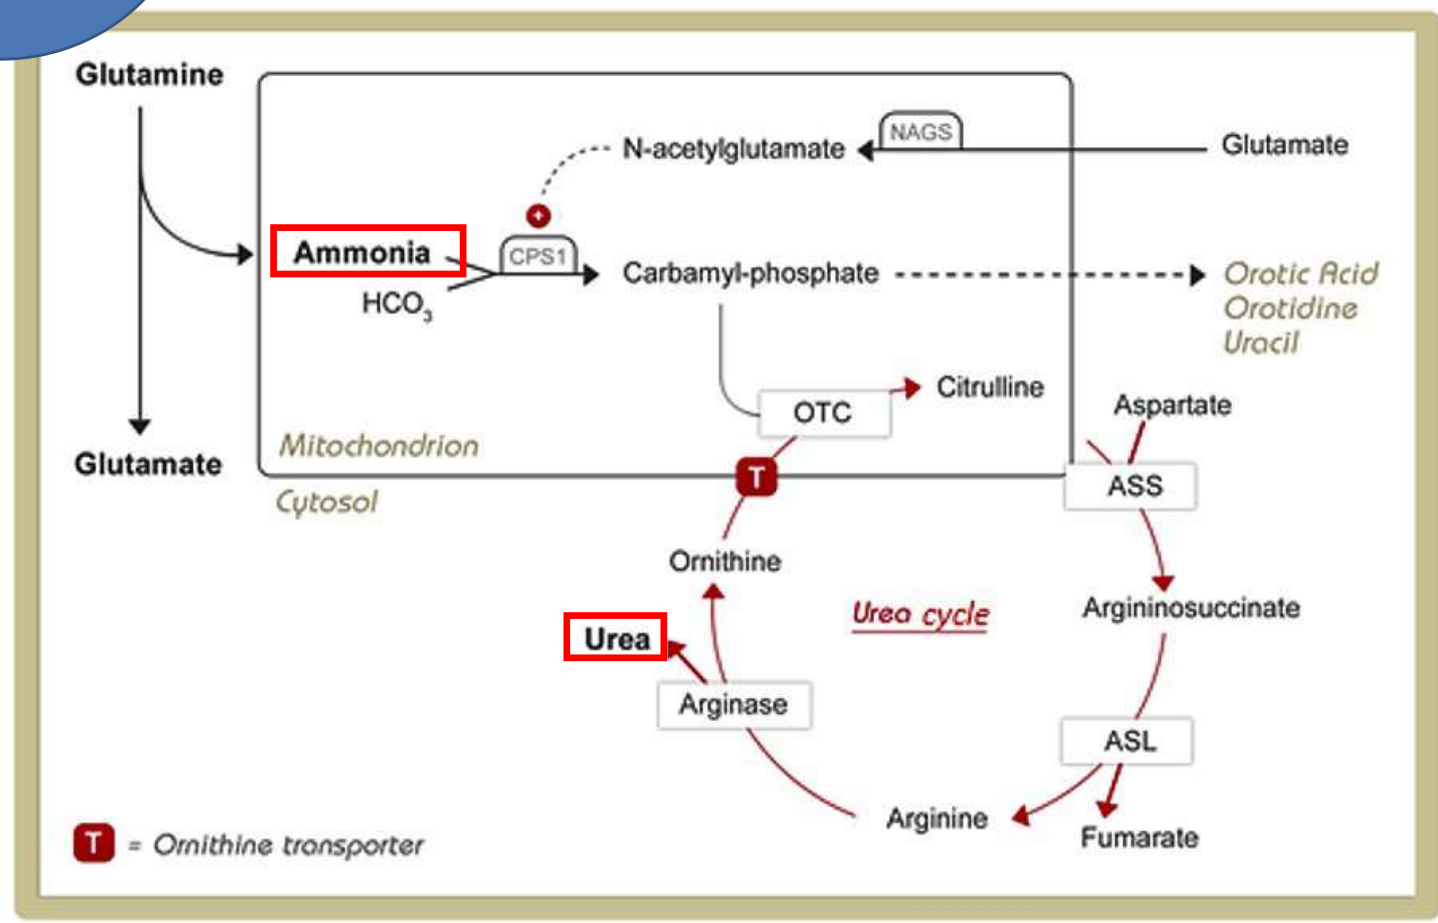 Glutamine
NAGS
N-acetylglutamate
Glutamate
+
Ammonia
CPS1
HCO3
Carbamyl-phosphate
Orotic Acid
Orotidine
Uracil
Citrulline
OTC
Aspartate
Mitochondrion
Glutamate
T
ASS
Cytosol
Ornithine
Urea cycle
Argininosuccinate
Urea
Arginase
ASL
Arginine
Fumarate
T = Ornithine transporter